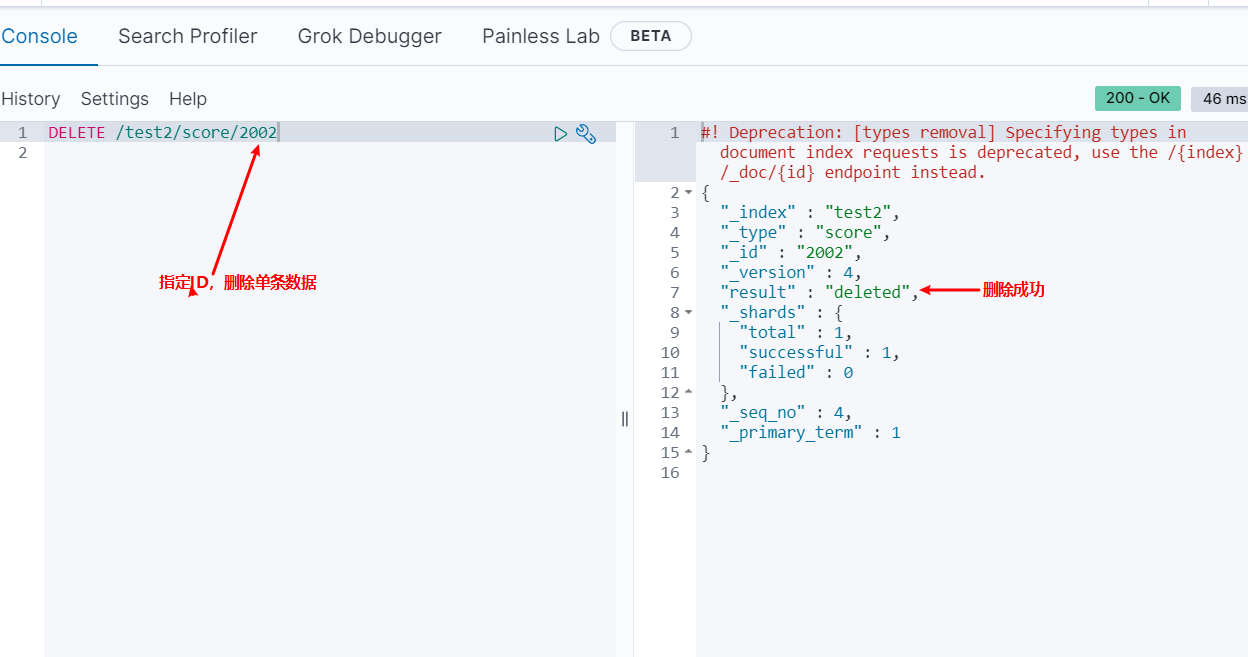 Console Search Profiler Grok Debugger Painless Lab BETA
History Settings Help 200 - OK 46 ms
1 DELETE /test2/score/2002
2
指定ID，删除单条数据
1 #! Deprecation: [types removal] Specifying types in
document index requests is deprecated, use the /{index}
/_doc/{id} endpoint instead.
2 {
3 "_index" : "test2",
4 "_type" : "score",
5 "_id" : "2002",
6 "_version" : 4,
7 "result" : "deleted", 删除成功
8 "_shards" : {
9 "total" : 1,
10 "successful" : 1,
11 "failed" : 0
12 },
13 "_seq_no" : 4,
14 "_primary_term" : 1
15 }
16